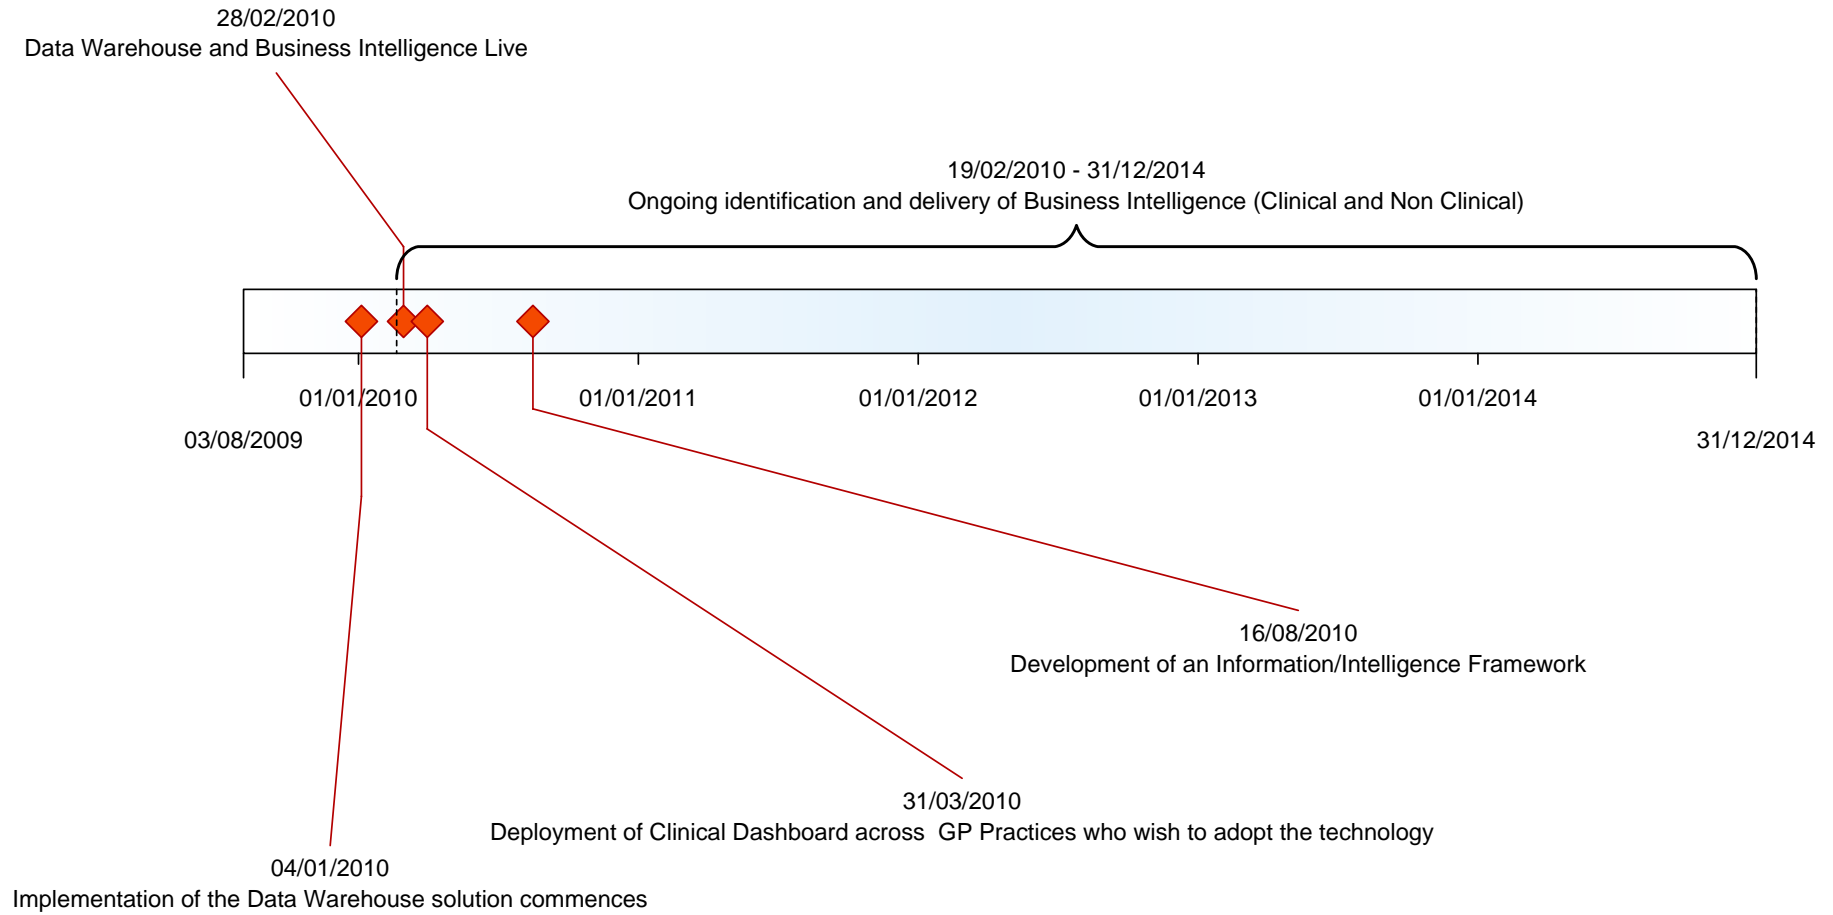 28/02/2010
Data Warehouse and Business Intelligence Live
19/02/2010 - 31/12/2014
Ongoing identification and delivery of Business Intelligence (Clinical and Non Clinical)
01/01/2010
01/01/2011
01/01/2012
01/01/2013
01/01/2014
03/08/2009
31/12/2014
16/08/2010
Development of an Information/Intelligence Framework
31/03/2010
Deployment of Clinical Dashboard across  GP Practices who wish to adopt the technology
04/01/2010
Implementation of the Data Warehouse solution commences